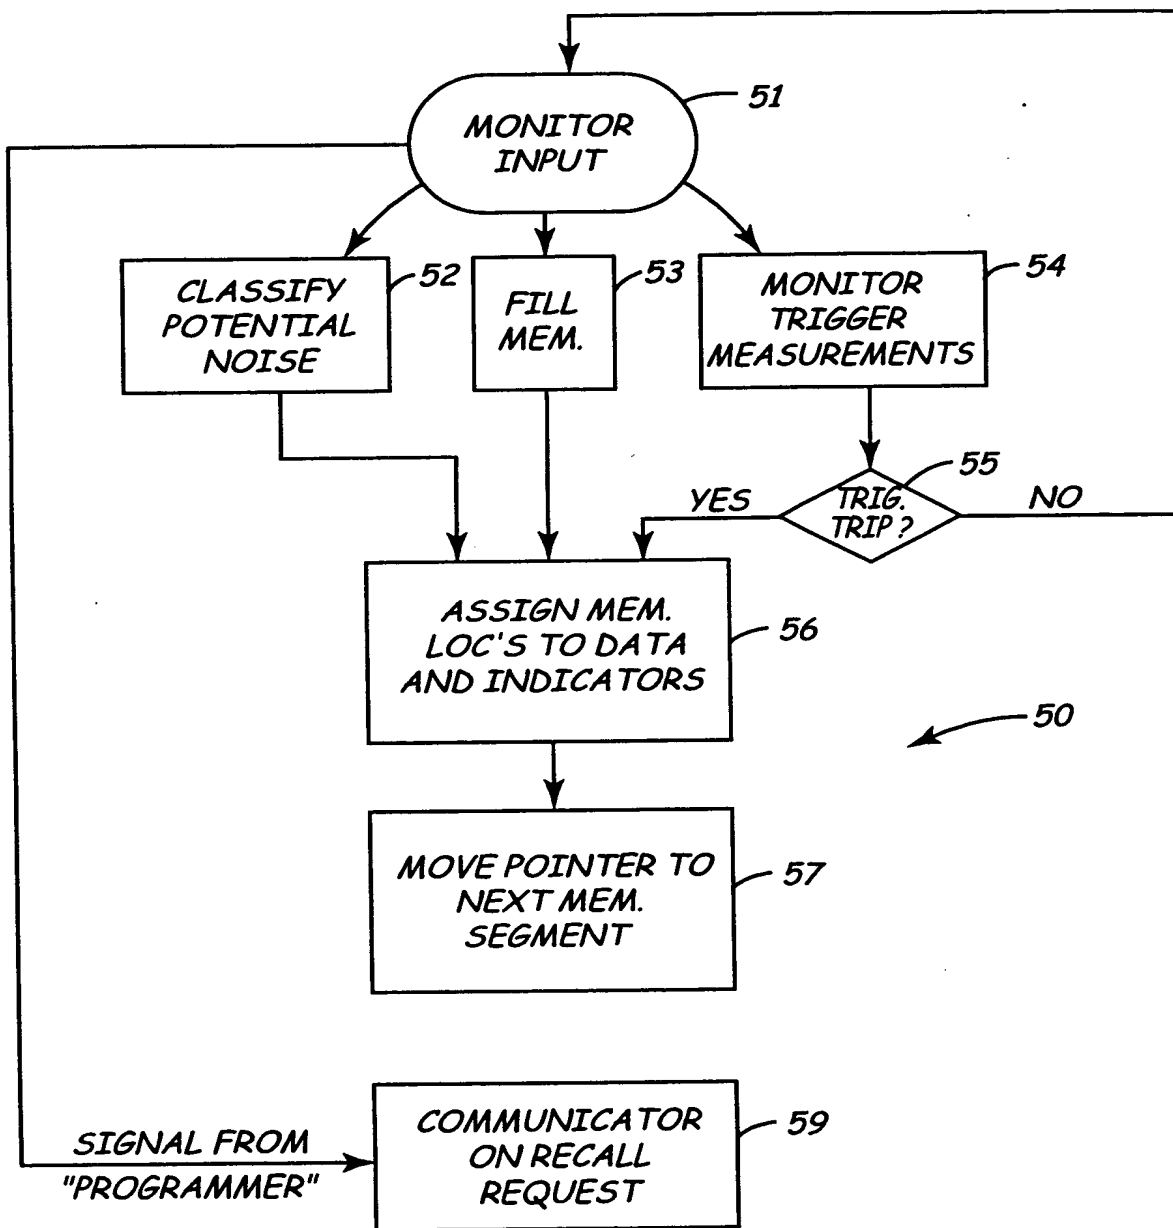 51
MONITOR
INPUT
52
CLASSIFY
POTENTIAL
NOISE
53
FILL
MEM.
54
MONITOR
TRIGGER
MEASUREMENTS
55
TRIG.
TRIP?
YES
NO
ASSIGN MEM.
LOC'S TO DATA
AND INDICATORS
56
50
MOVE POINTER TO
NEXT MEM.
SEGMENT
57
SIGNAL FROM
"PROGRAMMER"
COMMUNICATOR
ON RECALL
REQUEST
59